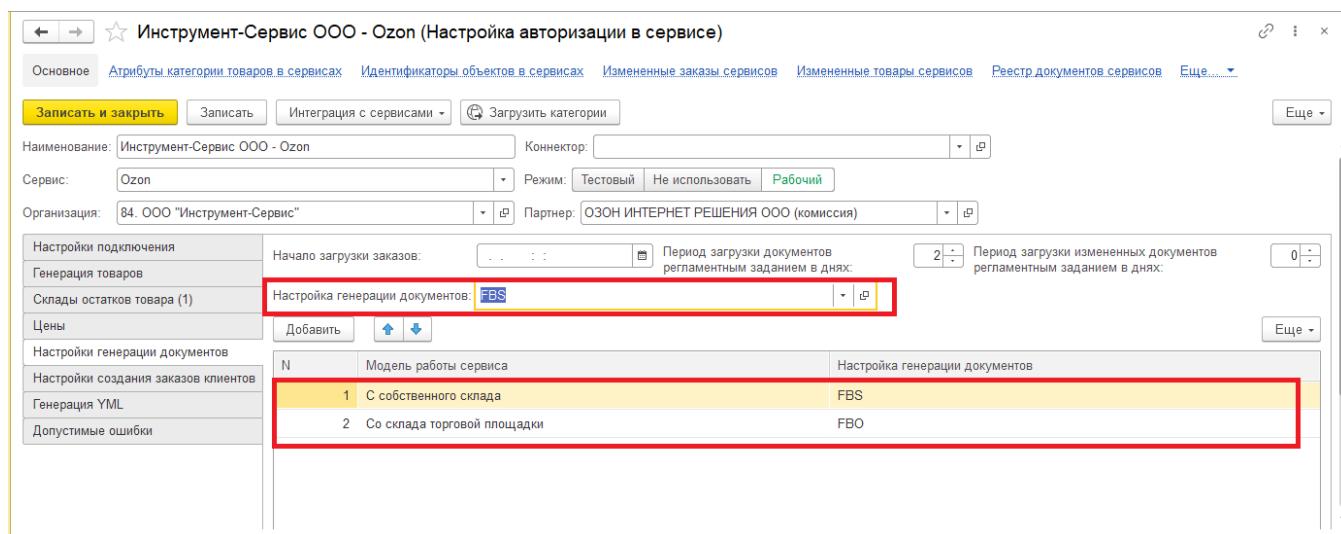 Инструмент-Сервис ООО - Ozon (Настройка авторизации в сервисе)
Основное Атрибуты категории товаров в сервисах Идентификаторы объектов в сервисах Измененные заказы сервисов Измененные товары сервисов Реестр документов сервисов Еще...
Записать и закрыть Записать Интеграция с сервисами Загрузить категории Еще
Наименование: Инструмент-Сервис ООО - Ozon Коннектор:
Сервис: Ozon Режим: Тестовый Не использовать Рабочий
Организация: 84. ООО "Инструмент-Сервис" Партнер: ОЗОН ИНТЕРНЕТ РЕШЕНИЯ ООО (комиссия)
Настройки подключения
Генерация товаров
Склады остатков товара (1)
Цены
Настройки генерации документов
Настройки создания заказов клиентов
Генерация YML
Допустимые ошибки
Начало загрузки заказов: . . : : Период загрузки документов
регламентным заданием в днях: 2 Период загрузки измененных документов
регламентным заданием в днях: 0
Настройка генерации документов: FBS
Добавить Еще
N Модель работы сервиса Настройка генерации документов
1 С собственного склада FBS
2 Со склада торговой площадки FBO